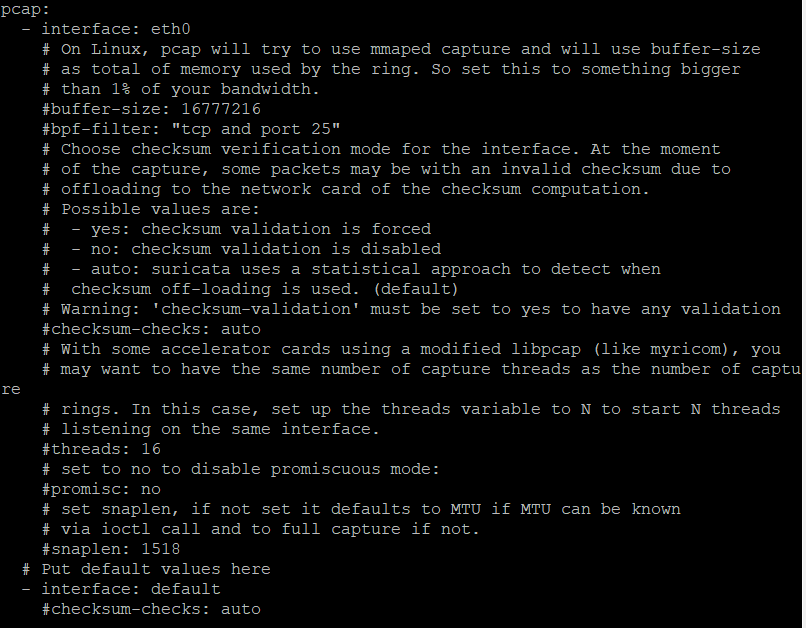 pcap:
  - interface: eth0
    # On Linux, pcap will try to use mmaped capture and will use buffer-size
    # as total of memory used by the ring. So set this to something bigger
    # than 1% of your bandwidth.
    #buffer-size: 16777216
    #bpf-filter: "tcp and port 25"
    # Choose checksum verification mode for the interface. At the moment
    # of the capture, some packets may be with an invalid checksum due to
    # offloading to the network card of the checksum computation.
    # Possible values are:
    #  - yes: checksum validation is forced
    #  - no: checksum validation is disabled
    #  - auto: suricata uses a statistical approach to detect when
    #  checksum off-loading is used. (default)
    # Warning: 'checksum-validation' must be set to yes to have any validation
    #checksum-checks: auto
    # With some accelerator cards using a modified libpcap (like myricom), you
    # may want to have the same number of capture threads as the number of captu
re
    # rings. In this case, set up the threads variable to N to start N threads
    # listening on the same interface.
    #threads: 16
    # set to no to disable promiscuous mode:
    #promisc: no
    # set snaplen, if not set it defaults to MTU if MTU can be known
    # via ioctl call and to full capture if not.
    #snaplen: 1518
  # Put default values here
  - interface: default
    #checksum-checks: auto